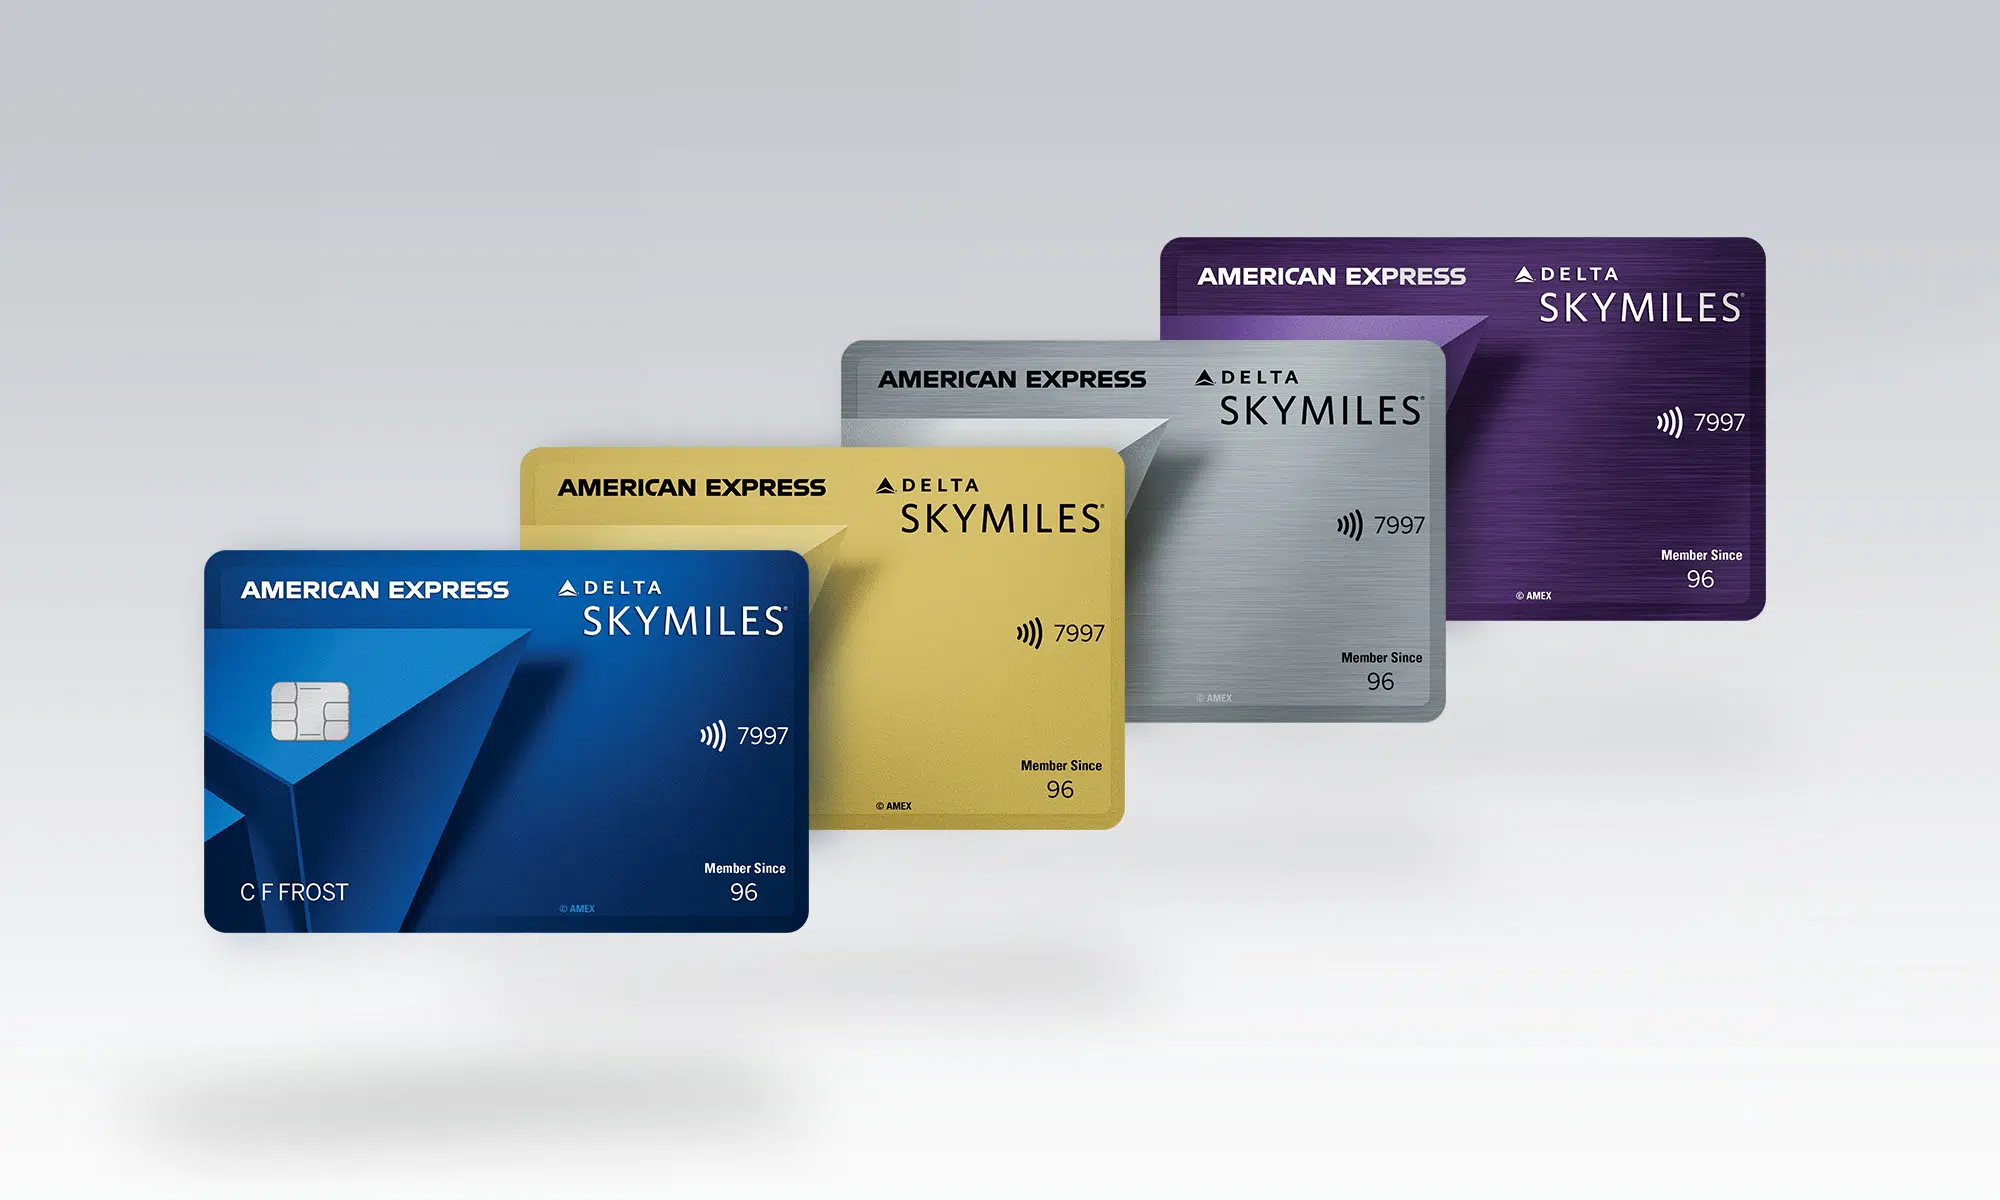 AMERICAN EXPRESS
DELTA
SKYMILES®
7997
Member Since
96
C F FROST
© AMEX
AMERICAN EXPRESS
DELTA
SKYMILES®
7997
Member Since
96
© AMEX
AMERICAN EXPRESS
DELTA
SKYMILES®
7997
Member Since
96
© AMEX
AMERICAN EXPRESS
DELTA
SKYMILES®
7997
Member Since
96
© AMEX